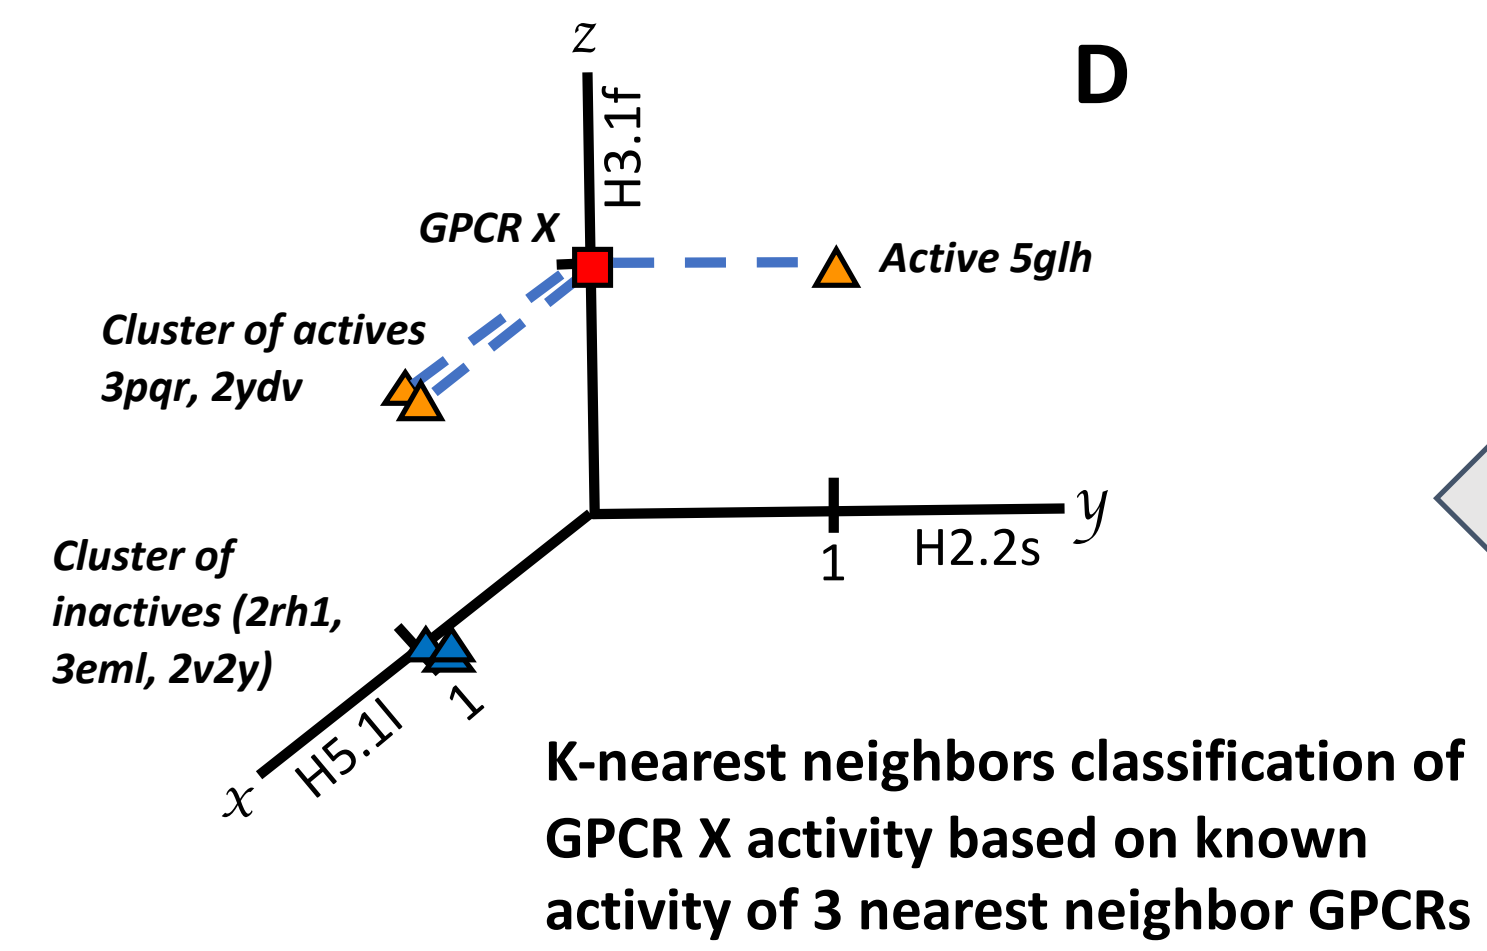 z
D
H3.1f
GPCR X
Active 5glh
Cluster of actives
3pqr, 2ydv
y
1
H2.2s
Cluster of
inactives (2rh1,
3eml, 2v2y)
1
H5.1l
x
K-nearest neighbors classification of
GPCR X activity based on known
activity of 3 nearest neighbor GPCRs